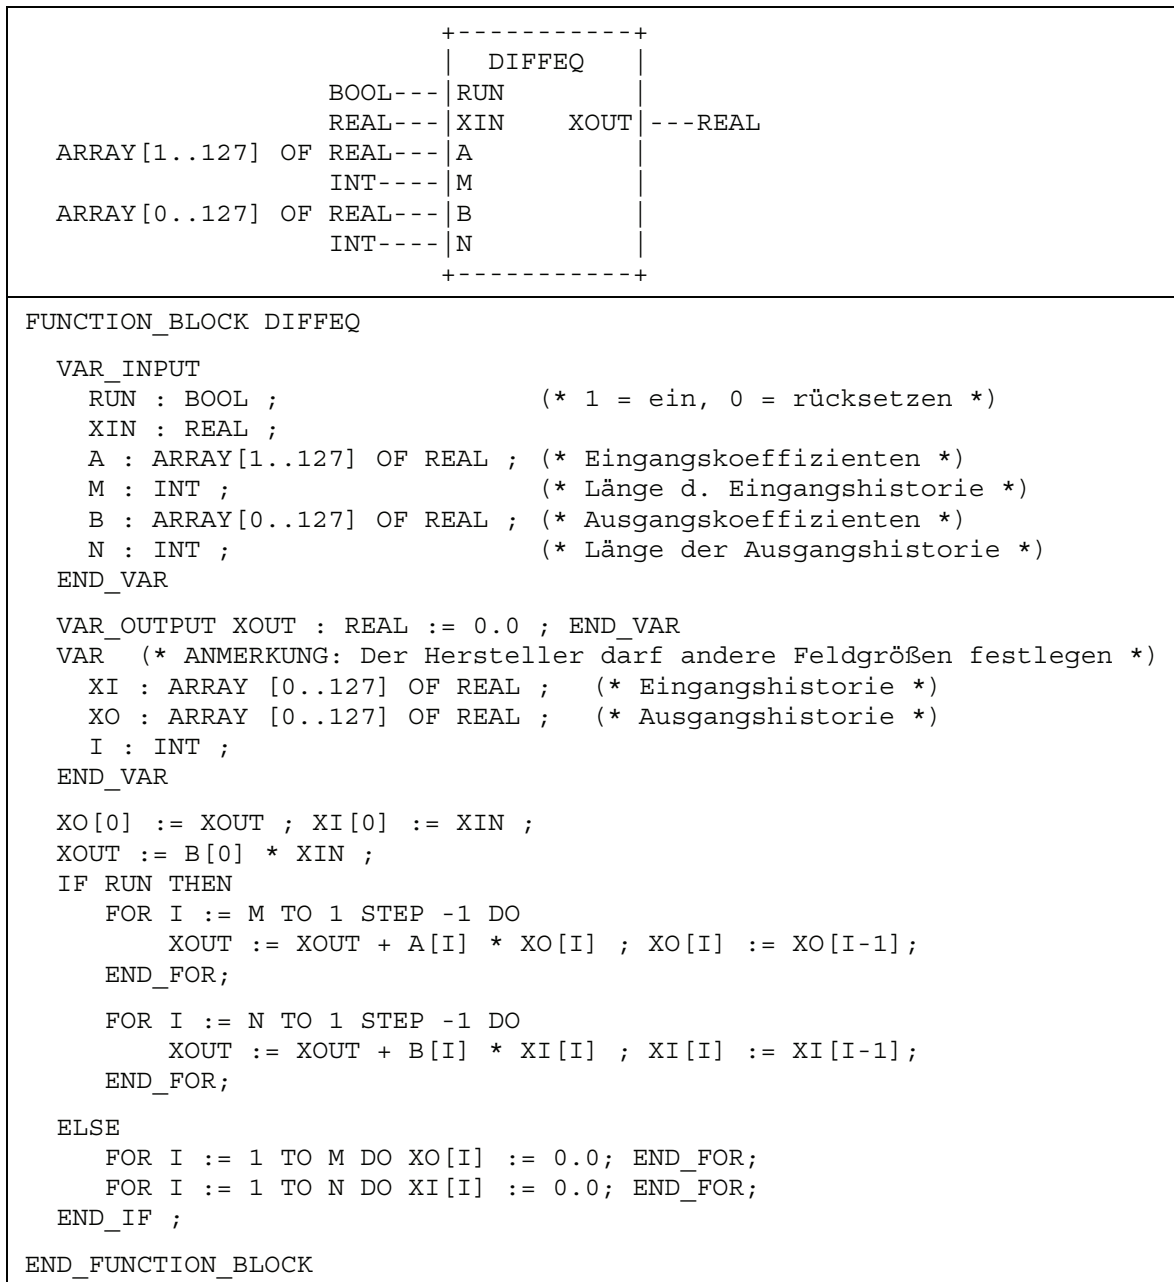 +-----------+
| DIFFEQ |
BOOL---|RUN |
REAL---|XIN XOUT|---REAL
ARRAY[1..127] OF REAL---|A |
INT----|M |
ARRAY[0..127] OF REAL---|B |
INT----|N |
+-----------+
FUNCTION_BLOCK DIFFEQ
VAR_INPUT
RUN : BOOL ; (* 1 = ein, 0 = rücksetzen *)
XIN : REAL ;
A : ARRAY[1..127] OF REAL ; (* Eingangskoeffizienten *)
M : INT ; (* Länge d. Eingangshistorie *)
B : ARRAY[0..127] OF REAL ; (* Ausgangskoeffizienten *)
N : INT ; (* Länge der Ausgangshistorie *)
END_VAR
VAR_OUTPUT XOUT : REAL := 0.0 ; END_VAR
VAR (* ANMERKUNG: Der Hersteller darf andere Feldgrößen festlegen *)
XI : ARRAY [0..127] OF REAL ; (* Eingangshistorie *)
XO : ARRAY [0..127] OF REAL ; (* Ausgangshistorie *)
I : INT ;
END_VAR
XO[0] := XOUT ; XI[0] := XIN ;
XOUT := B[0] * XIN ;
IF RUN THEN
FOR I := M TO 1 STEP -1 DO
XOUT := XOUT + A[I] * XO[I] ; XO[I] := XO[I-1];
END_FOR;
FOR I := N TO 1 STEP -1 DO
XOUT := XOUT + B[I] * XI[I] ; XI[I] := XI[I-1];
END_FOR;
ELSE
FOR I := 1 TO M DO XO[I] := 0.0; END_FOR;
FOR I := 1 TO N DO XI[I] := 0.0; END_FOR;
END_IF ;
END_FUNCTION_BLOCK